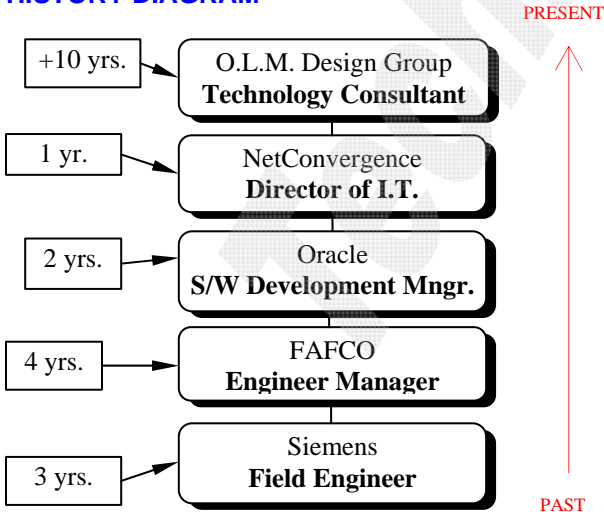 HISTORY DIAGRAM
PRESENT
+10 yrs.
O.L.M. Design Group
Technology Consultant
1 yr.
NetConvergence
Director of I.T.
2 yrs.
Oracle
S/W Development Mngr.
4 yrs.
FAFCO
Engineer Manager
3 yrs.
Siemens
Field Engineer
PAST